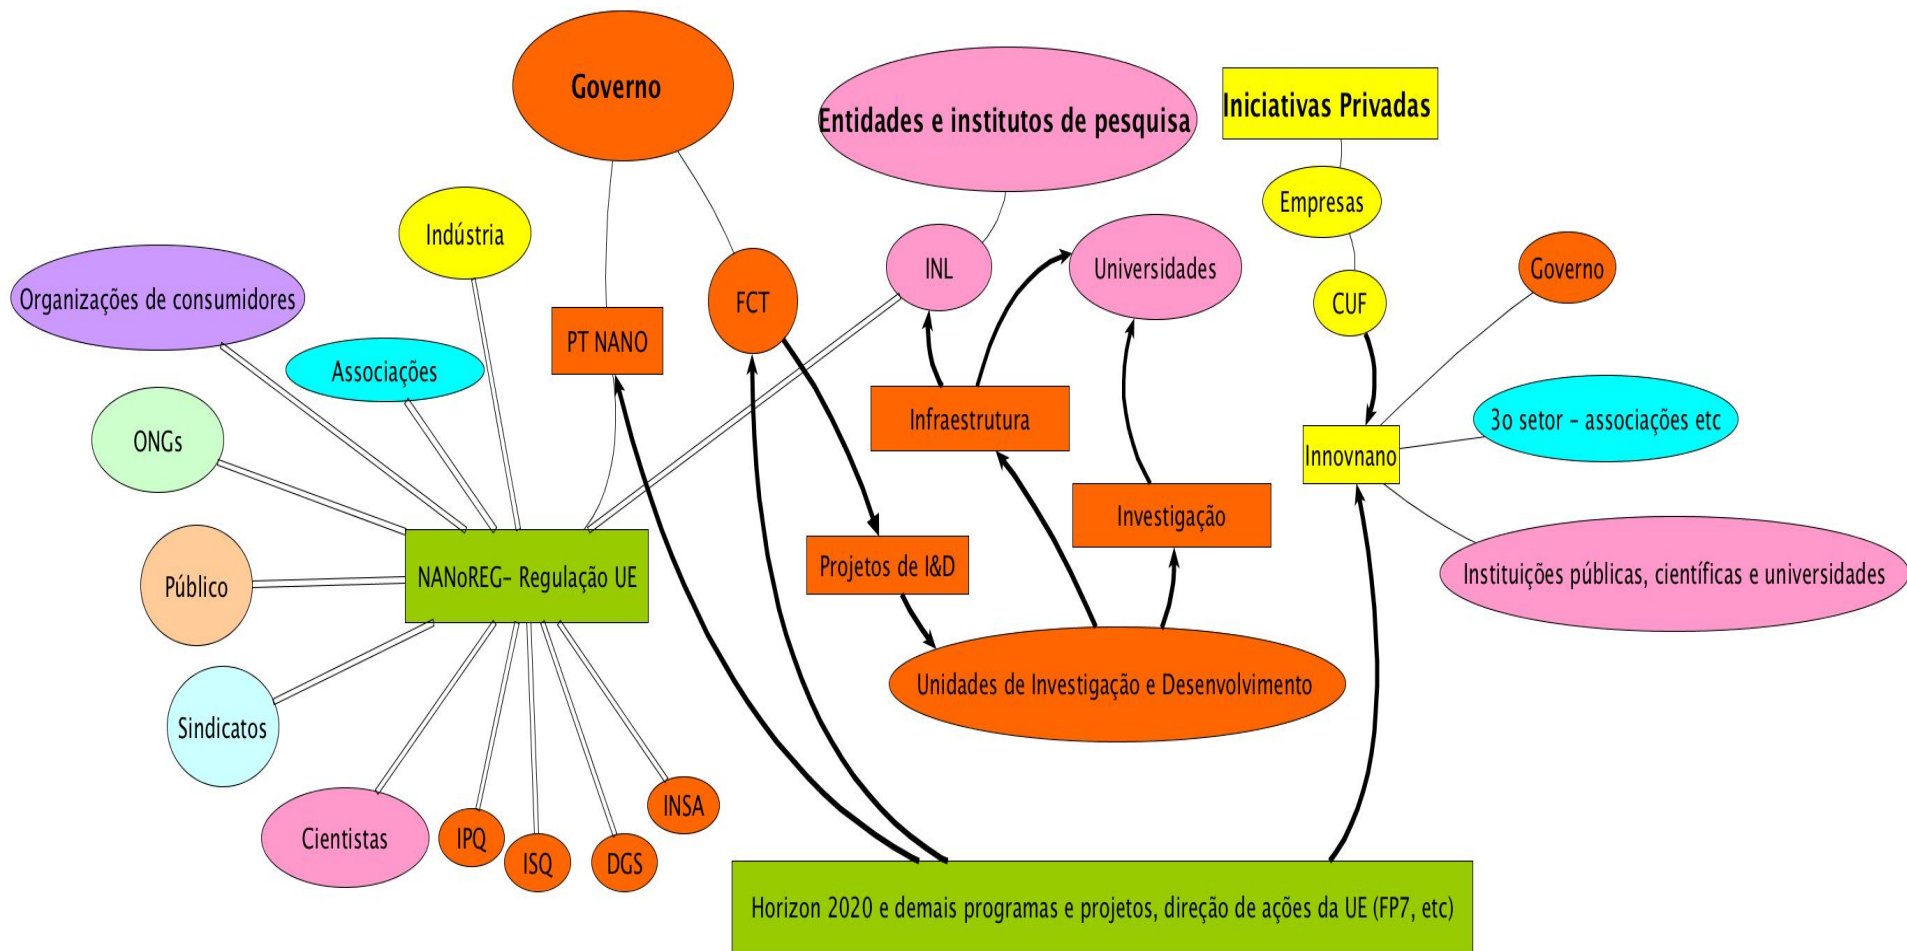 Governo
Entidades e institutos de pesquisa
Iniciativas Privadas
Empresas
Indústria
INL
Universidades
Governo
Organizações de consumidores
FCT
CUF
PT NANO
Associações
Infraestrutura
3o setor – associações etc
ONGs
Innovnano
Investigação
Projetos de I&D
Instituições públicas, científicas e universidades
NANoREG– Regulação UE
Público
Unidades de Investigação e Desenvolvimento
Sindicatos
INSA
Cientistas
IPQ
ISQ
DGS
Horizon 2020 e demais programas e projetos, direção de ações da UE (FP7, etc)